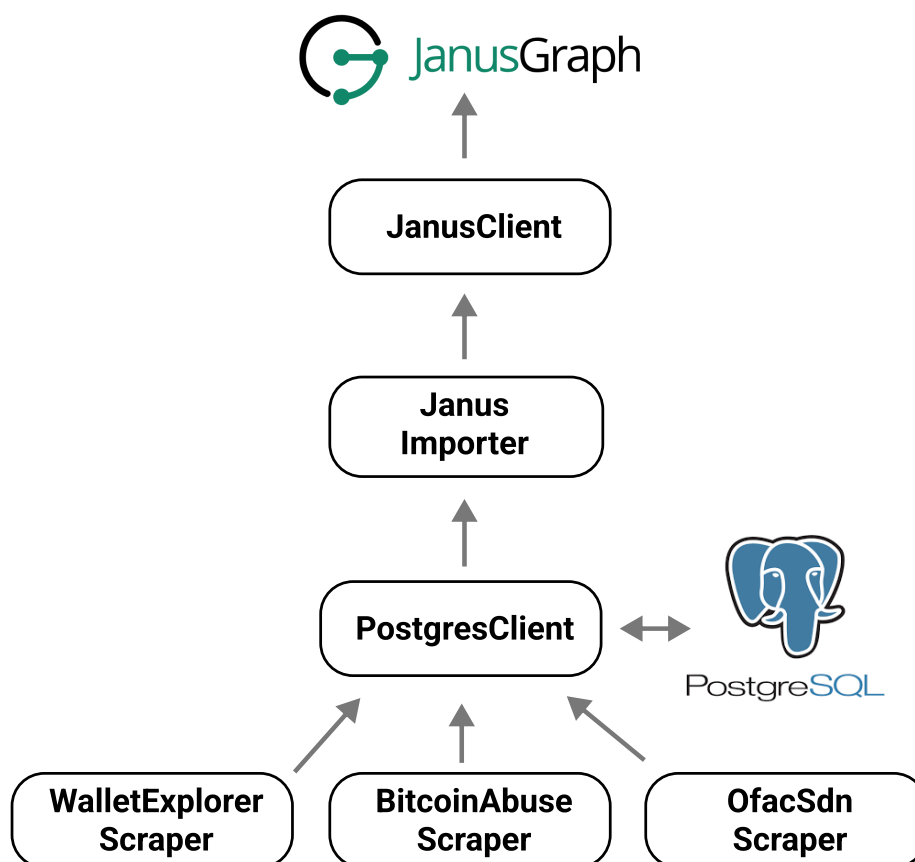 JanusGraph
JanusClient
Janus
Importer
PostgresClient
PostgreSQL
WalletExplorer
Scraper
BitcoinAbuse
Scraper
OfacSdn
Scraper